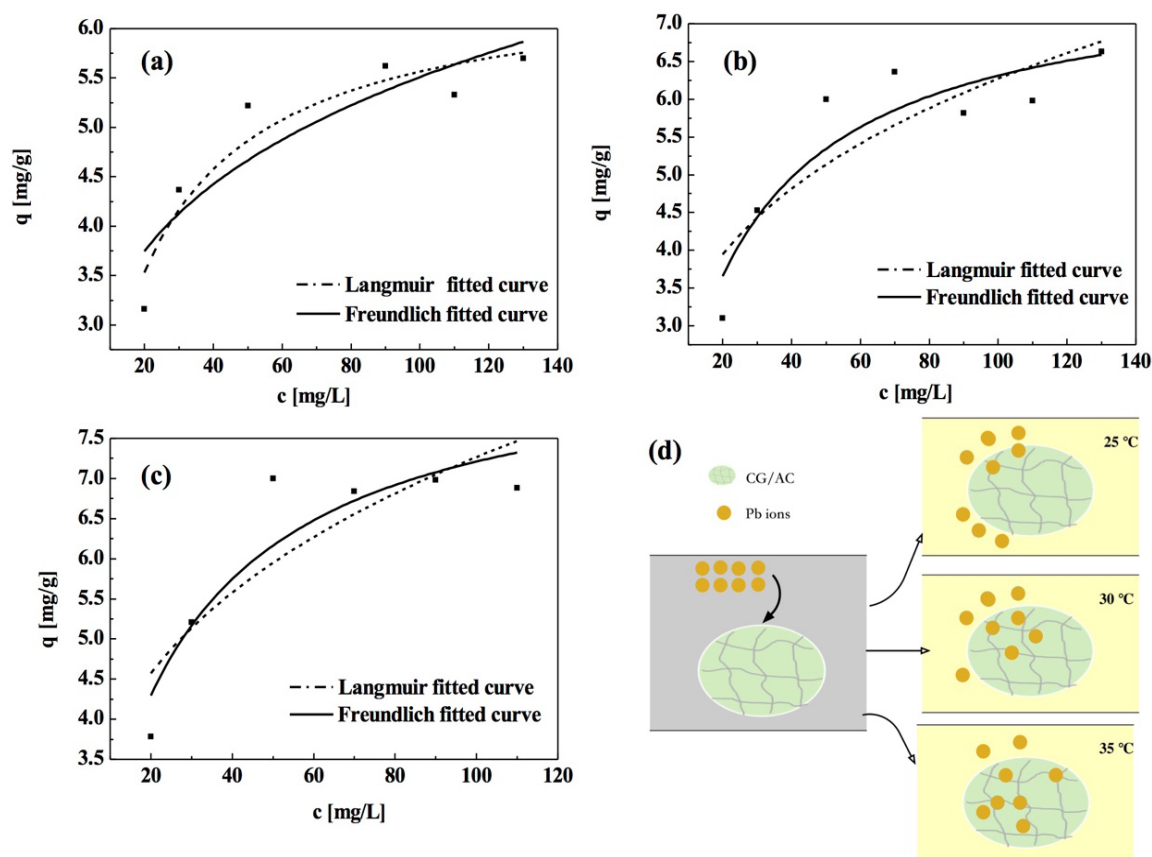 (a)
q [mg/g]
6.0
5.5
5.0
4.5
4.0
3.5
3.0
Langmuir fitted curve
Freundlich fitted curve
20 40 60 80 100 120 140
c [mg/L]
(b)
q [mg/g]
6.5
6.0
5.5
5.0
4.5
4.0
3.5
3.0
Langmuir fitted curve
Freundlich fitted curve
20 40 60 80 100 120 140
c [mg/L]
(c)
q [mg/g]
7.5
7.0
6.5
6.0
5.5
5.0
4.5
4.0
3.5
Langmuir fitted curve
Freundlich fitted curve
20 40 60 80 100 120
c [mg/L]
(d)
CG/AC
Pb ions
25 °C
30 °C
35 °C